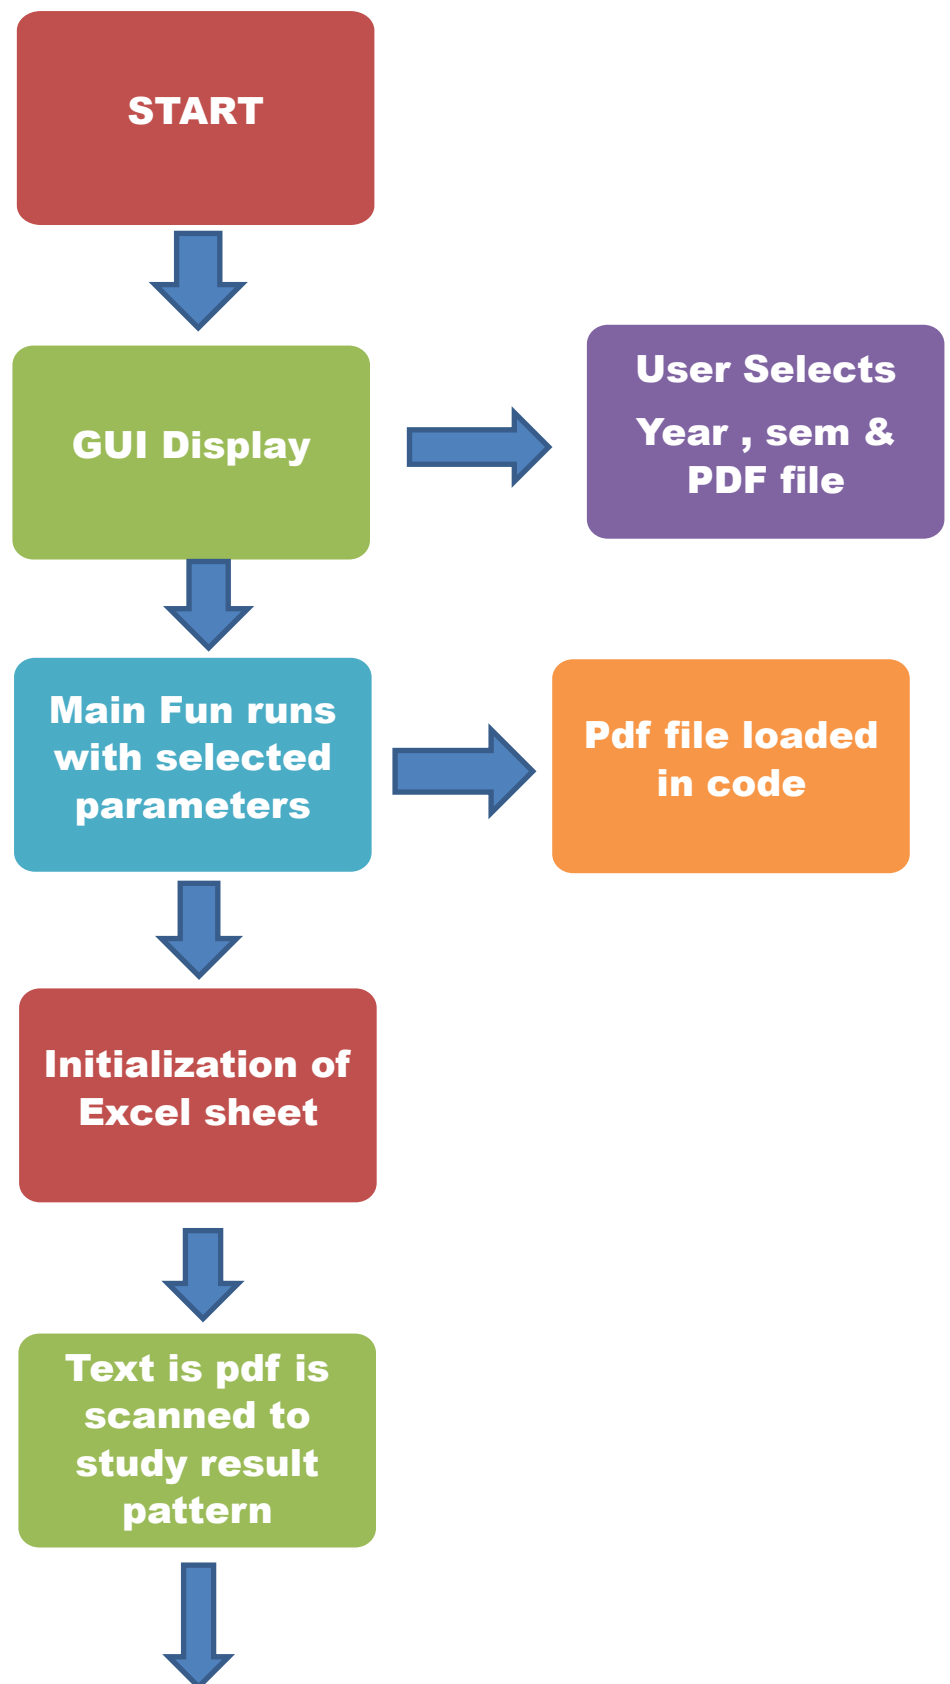 START
GUI Display
User Selects
Year , sem &
PDF file
Main Fun runs
with selected
parameters
Pdf file loaded
in code
Initialization of
Excel sheet
Text is pdf is
scanned to
study result
pattern